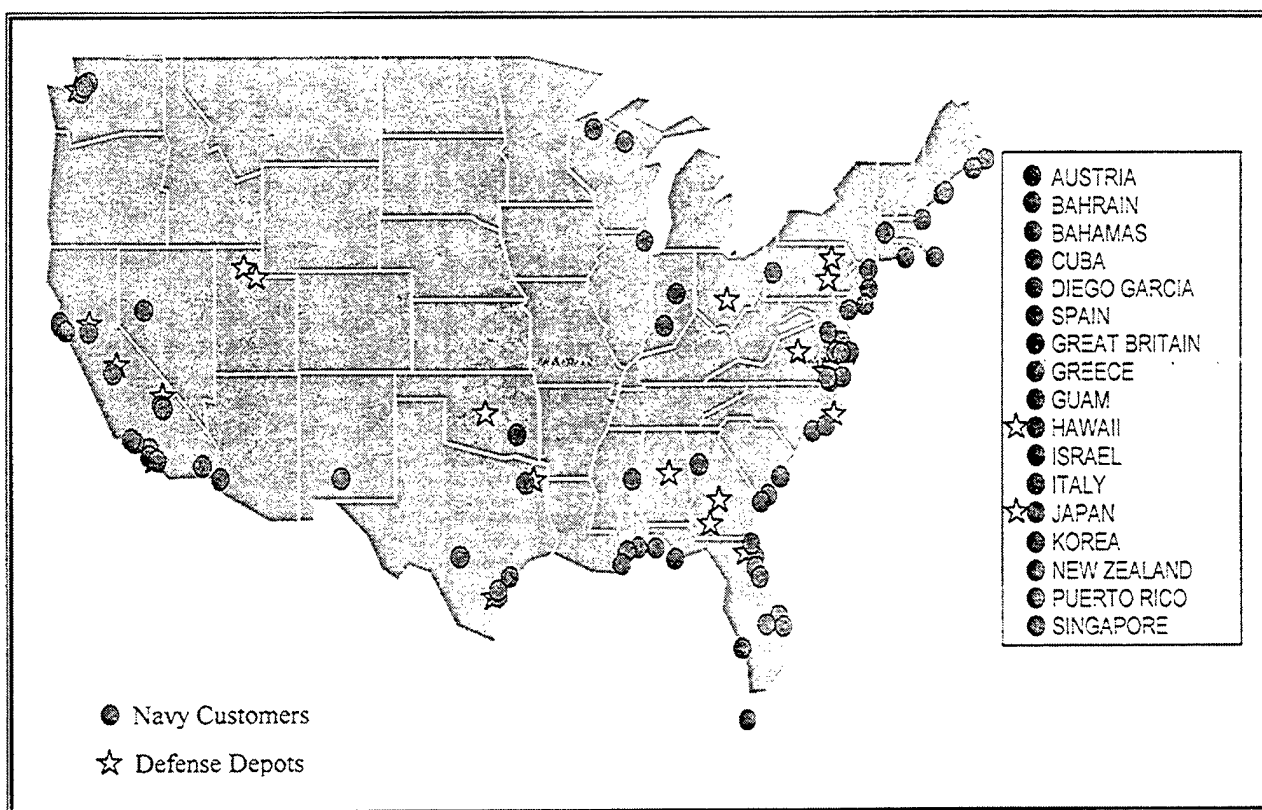 AUSTRIA
BAHRAIN
BAHAMAS
CUBA
DIEGO GARCIA
SPAIN
GREAT BRITAIN
GREECE
GUAM
HAWAII
ISRAEL
ITALY
JAPAN
KOREA
NEW ZEALAND
PUERTO RICO
SINGAPORE
Navy Customers
Defense Depots